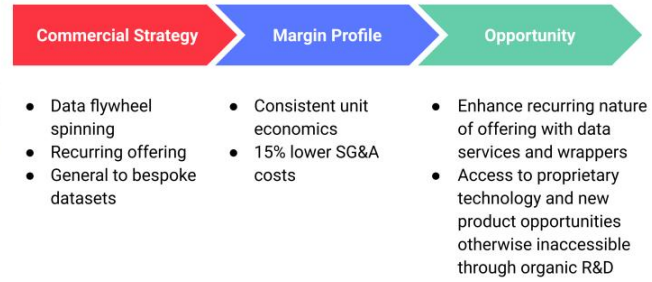 Commercial Strategy
Margin Profile
Opportunity
● Data flywheel
spinning
● Recurring offering
● General to bespoke
datasets
● Consistent unit
economics
● 15% lower SG&A
costs
● Enhance recurring nature
of offering with data
services and wrappers
● Access to proprietary
technology and new
product opportunities
otherwise inaccessible
through organic R&D